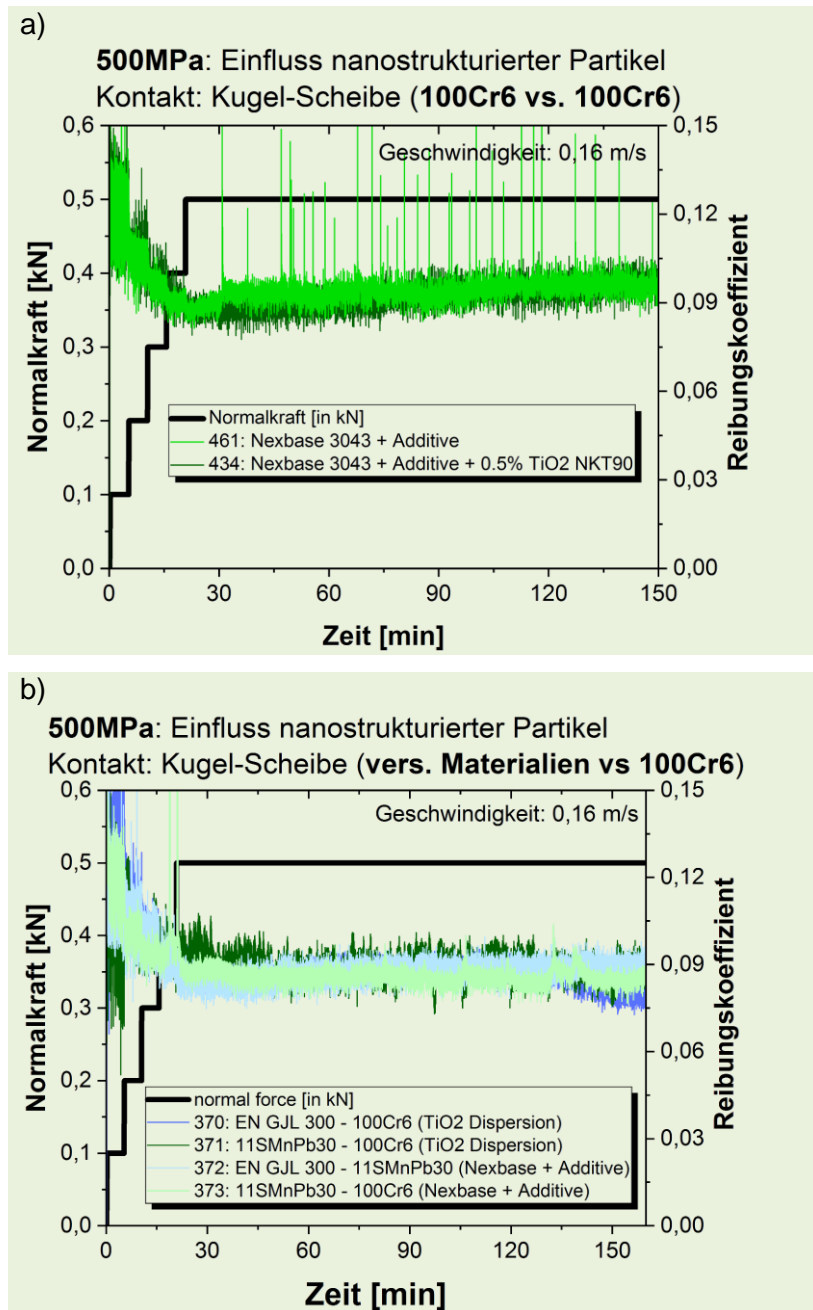 a)
500MPa: Einfluss nanostrukturierter Partikel
Kontakt: Kugel-Scheibe (100Cr6 vs. 100Cr6)
Geschwindigkeit: 0,16 m/s
Normalkraft [kN]
0,6
0,5
0,4
0,3
0,2
0,1
0,0
Normalkraft [in kN]
461: Nexbase 3043 + Additive
434: Nexbase 3043 + Additive + 0.5% TiO2 NKT90
0,15
0,12
0,09
0,06
0,03
0,00
Reibungskoeffizient
0 30 60 90 120 150
Zeit [min]
b)
500MPa: Einfluss nanostrukturierter Partikel
Kontakt: Kugel-Scheibe (vers. Materialien vs 100Cr6)
Geschwindigkeit: 0,16 m/s
Normalkraft [kN]
0,6
0,5
0,4
0,3
0,2
0,1
0,0
normal force [in kN]
370: EN GJL 300 - 100Cr6 (TiO2 Dispersion)
371: 11SMnPb30 - 100Cr6 (TiO2 Dispersion)
372: EN GJL 300 - 11SMnPb30 (Nexbase + Additive)
373: 11SMnPb30 - 100Cr6 (Nexbase + Additive)
0,15
0,12
0,09
0,06
0,03
0,00
Reibungskoeffizient
0 30 60 90 120 150
Zeit [min]